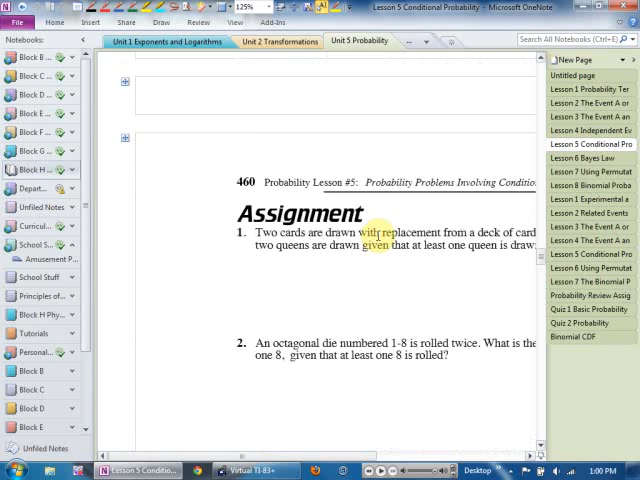 125%
Lesson 5 Conditional Probability - Microsoft OneNote
File
Home
Insert
Share
Draw
Review
View
Add-Ins
Notebooks:
Unit 1 Exponents and Logarithms
Unit 2 Transformations
Unit 5 Probability
Search All Notebooks (Ctrl+E)
Block B ...
Block C ...
Block D ...
Block E ...
Block F ...
Block G ...
Block H ...
Depart...
Unfiled Notes
Curricul...
School S...
Amusement P...
School Stuff
Principles of...
Block H Phy...
Tutorials
Personal...
Block B
Block C
Block D
Block E
Unfiled Notes
460 Probability Lesson #5: Probability Problems Involving Conditio
Assignment
1. Two cards are drawn with replacement from a deck of card
two queens are drawn given that at least one queen is draw
2. An octagonal die numbered 1-8 is rolled twice. What is the
one 8, given that at least one 8 is rolled?
New Page
Untitled page
Lesson 1 Probability Ter
Lesson 2 The Event A or
Lesson 3 The Event A an
Lesson 4 Independent Ev
Lesson 5 Conditional Pro
Lesson 6 Bayes Law
Lesson 7 Using Permutat
Lesson 8 Binomial Proba
Lesson 1 Experimental a
Lesson 2 Related Events
Lesson 3 The Event A or
Lesson 4 The Event A an
Lesson 5 Conditional Pro
Lesson 6 Using Permutat
Lesson 7 The Binomial P
Probability Review Assig
Quiz 1 Basic Probability
Quiz 2 Probability
Binomial CDF
Lesson 5 Conditio...
Virtual TI-83+
Desktop
1:00 PM